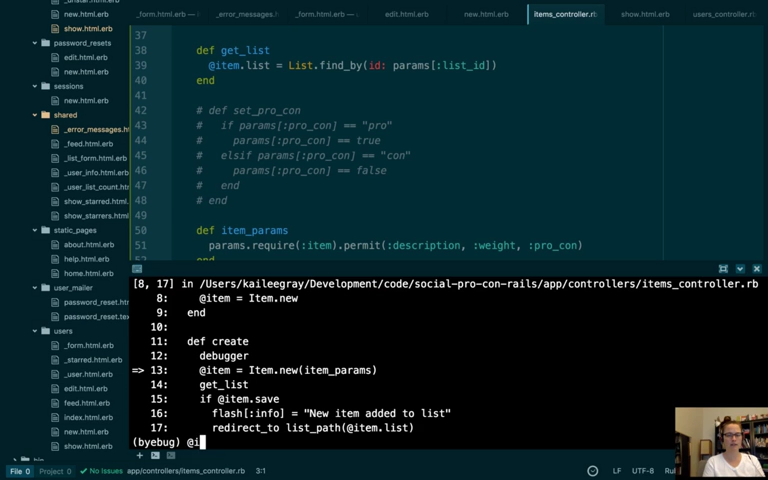 new.html.erb
show.html.erb
password_resets
edit.html.erb
new.html.erb
sessions
new.html.erb
shared
_error_messages.ht
_feed.html.erb
_list_form.html.erb
_user_info.html.erb
_user_list_count.htm
show_starred.html.erb
show_starrers.html.erb
static_pages
about.html.erb
help.html.erb
home.html.erb
user_mailer
password_reset.htm
password_reset.tex
users
_form.html.erb
_starred.html.erb
_user.html.erb
edit.html.erb
feed.html.erb
index.html.erb
new.html.erb
show.html.erb
_form.html.erb —
_error_messages.
_form.html.erb —
edit.html.erb
new.html.erb
items_controller.rb
show.html.erb
users_controller.rb
37
38 def get_list
39 @item.list = List.find_by(id: params[:list_id])
40 end
41
42 # def set_pro_con
43 #   if params[:pro_con] == "pro"
44 #     params[:pro_con] == true
45 #   elsif params[:pro_con] == "con"
46 #     params[:pro_con] == false
47 #   end
48 # end
49
50 def item_params
51 params.require(:item).permit(:description, :weight, :pro_con)
[8, 17] in /Users/kaileegray/Development/code/social-pro-con-rails/app/controllers/items_controller.rb
8: @item = Item.new
9: end
10:
11: def create
12: debugger
=> 13: @item = Item.new(item_params)
14: get_list
15: if @item.save
16: flash[:info] = "New item added to list"
17: redirect_to list_path(@item.list)
(byebug) @i
File 0 Project 0 No Issues app/controllers/items_controller.rb 3:1 LF UTF-8